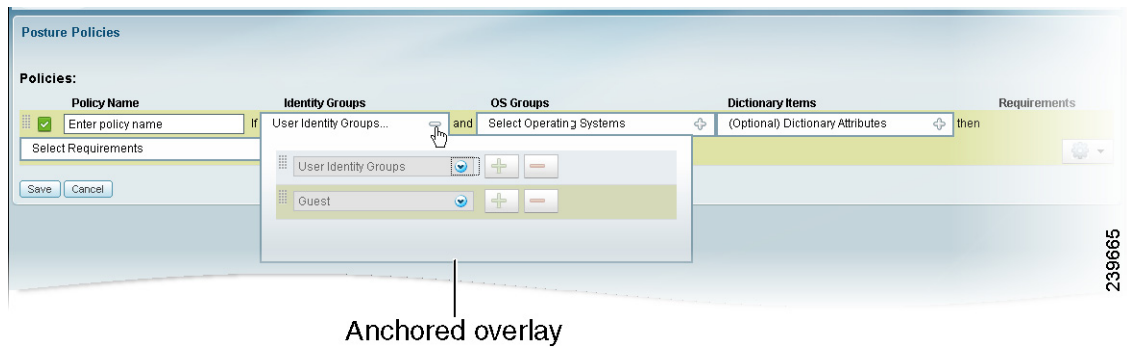 Posture Policies
Policies:
Policy Name Identity Groups OS Groups Dictionary Items Requirements
Enter policy name If User Identity Groups... and Select Operating Systems (Optional) Dictionary Attributes then
Select Requirements
User Identity Groups
Save Cancel
Guest
239665
Anchored overlay